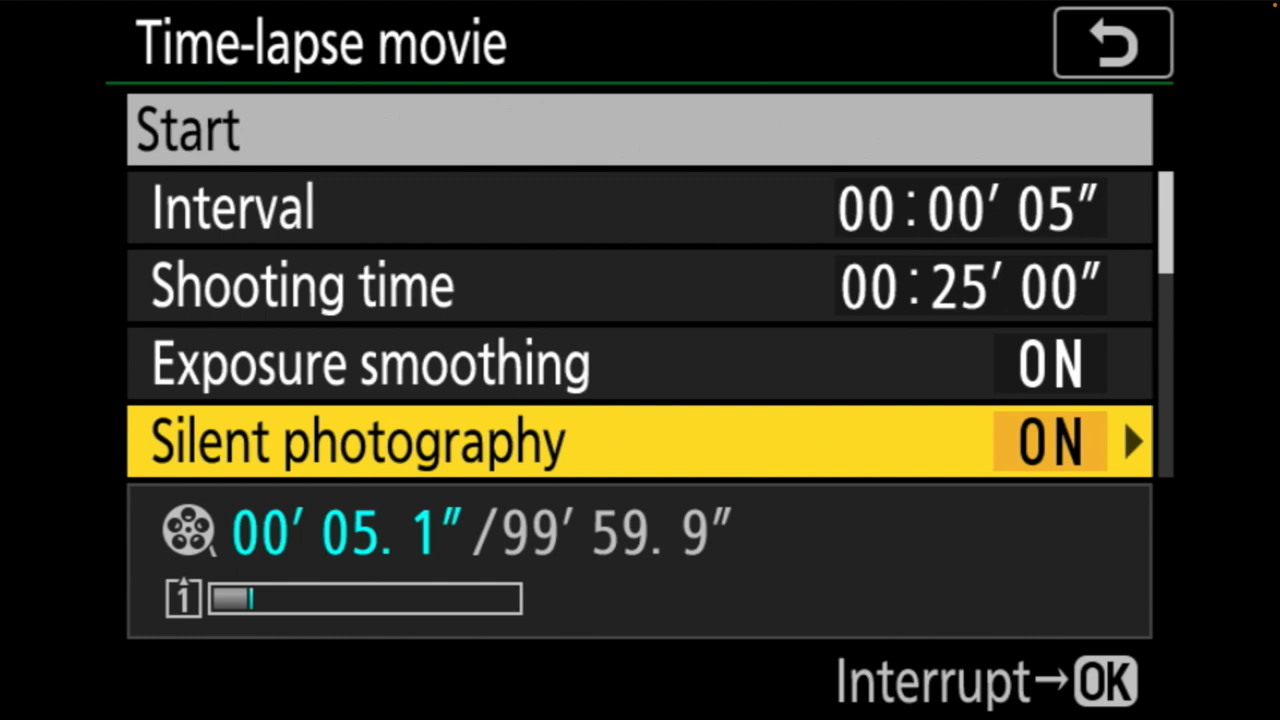 Time-lapse movie
Start
Interval 00:00′ 05″
Shooting time 00:25′ 00″
Exposure smoothing ON
Silent photography ON
00′ 05. 1″ /99′ 59. 9″
1
Interrupt→OK